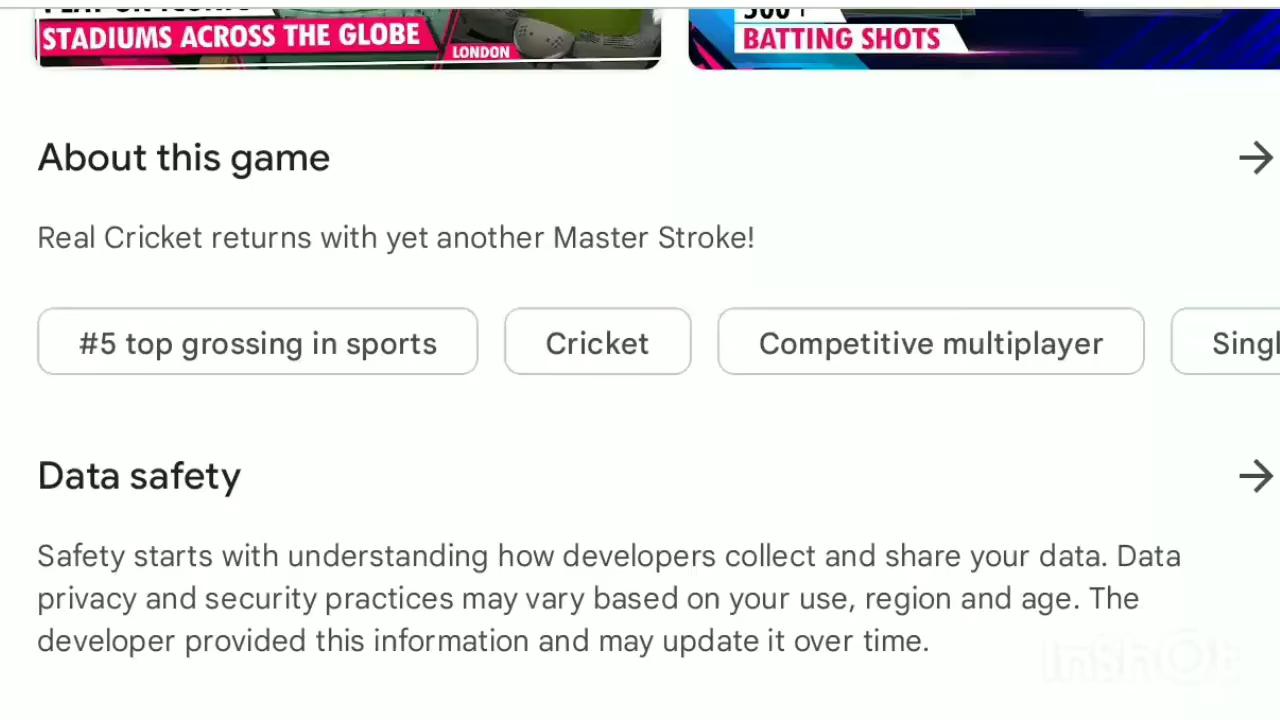 STADIUMS ACROSS THE GLOBE
LONDON
500+
BATTING SHOTS
About this game
Real Cricket returns with yet another Master Stroke!
#5 top grossing in sports
Cricket
Competitive multiplayer
Data safety
Safety starts with understanding how developers collect and share your data. Data
privacy and security practices may vary based on your use, region and age. The
developer provided this information and may update it over time.
InShot